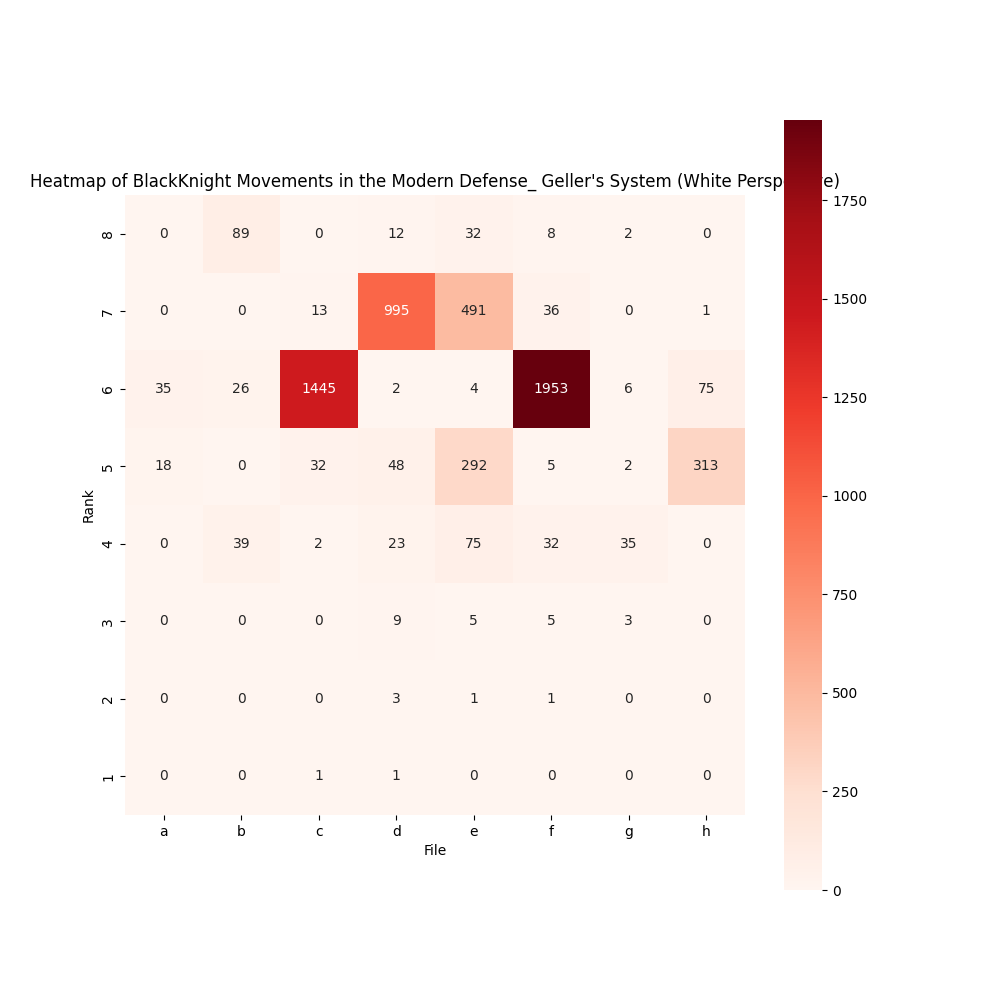 Heatmap of BlackKnight Movements in the Modern Defense_ Geller's System (White Persp e)
8 0 89 0 12 32 8 2 0
7 0 0 13 995 491 36 0 1
6 35 26 1445 2 4 1953 6 75
5 18 0 32 48 292 5 2 313
4 0 39 2 23 75 32 35 0
3 0 0 0 9 5 5 3 0
2 0 0 0 3 1 1 0 0
1 0 0 1 1 0 0 0 0
a b c d e f g h
File
Rank
1750
1500
1250
1000
750
500
250
0